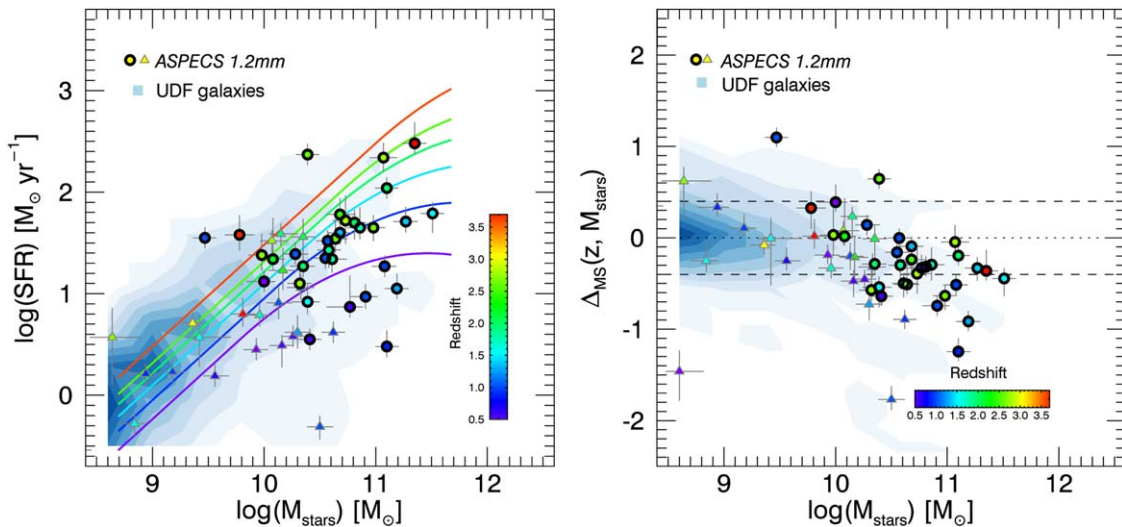 ASPECS 1.2mm
UDF galaxies
log(SFR) [M⊙ yr⁻¹]
3
2
1
0
Redshift
3.5
3.0
2.5
2.0
1.5
1.0
0.5
9 10 11 12
log(Mstars) [M⊙]
ASPECS 1.2mm
UDF galaxies
ΔMS(z, Mstars)
2
1
0
-1
-2
Redshift
0.5 1.0 1.5 2.0 2.5 3.0 3.5
9 10 11 12
log(Mstars) [M⊙]